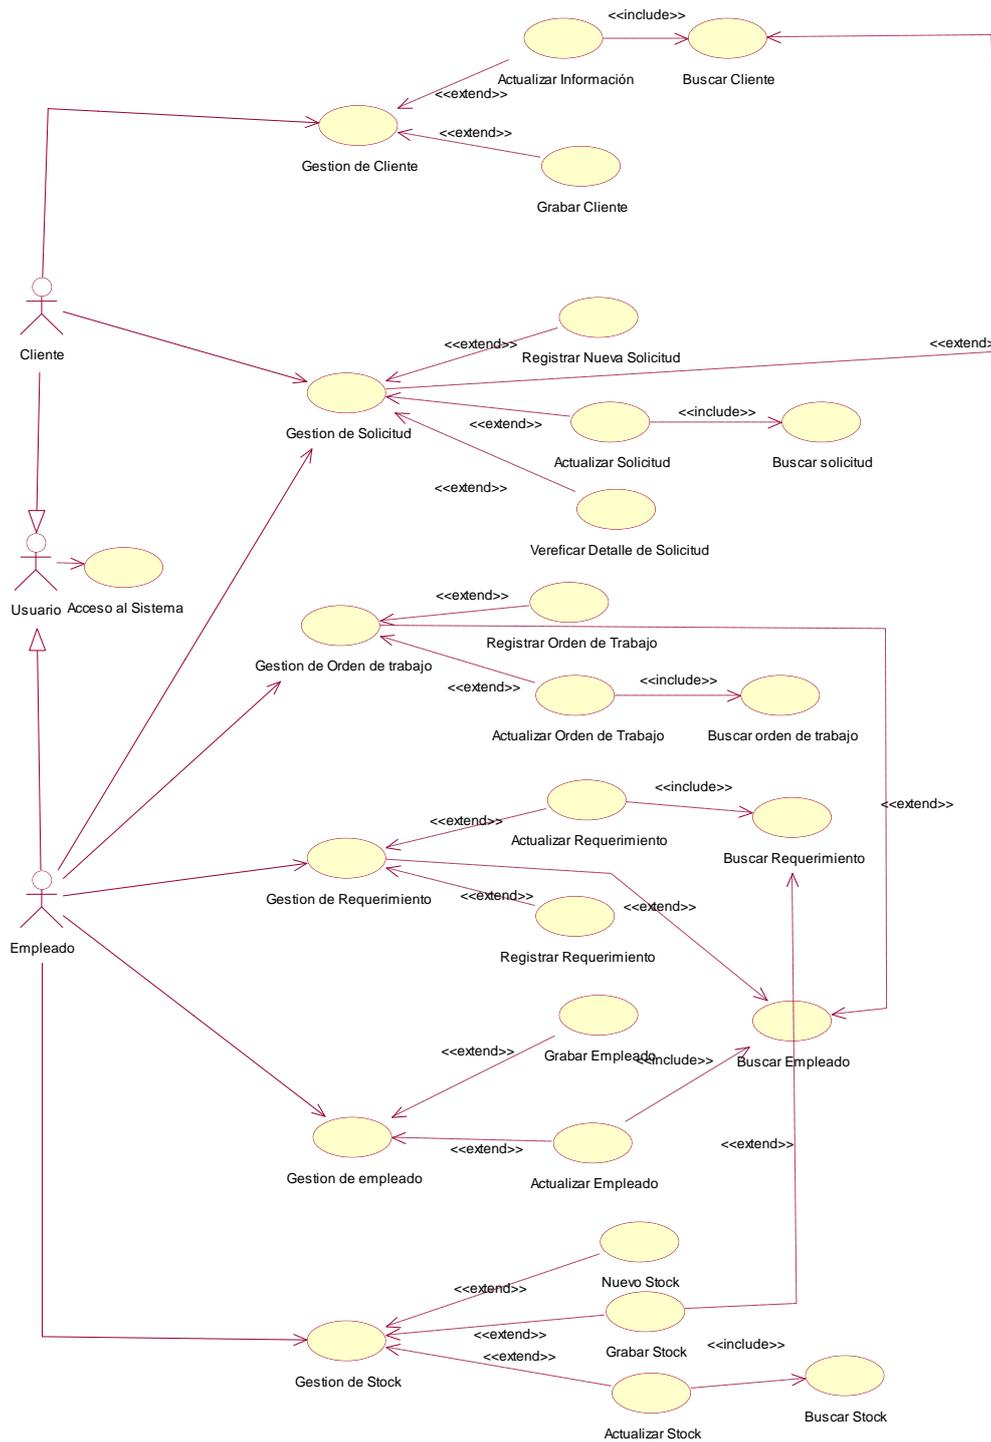 <<include>>
Actualizar Información
Buscar Cliente
<<extend>>
<<extend>>
Gestion de Cliente
Grabar Cliente
Cliente
<<extend>>
Registrar Nueva Solicitud
<<extend>>
Gestion de Solicitud
<<extend>>
<<include>>
Actualizar Solicitud
Buscar solicitud
<<extend>>
Vereficar Detalle de Solicitud
Usuario
Acceso al Sistema
<<extend>>
Registrar Orden de Trabajo
Gestion de Orden de trabajo
<<extend>>
<<include>>
Actualizar Orden de Trabajo
Buscar orden de trabajo
<<include>>
<<extend>>
<<extend>>
Actualizar Requerimiento
Buscar Requerimiento
Gestion de Requerimiento
<<extend>>
<<extend>>
Registrar Requerimiento
Empleado
<<extend>>
Grabar Empleado
<<include>>
Buscar Empleado
<<extend>>
<<extend>>
Gestion de empleado
Actualizar Empleado
Nuevo Stock
<<extend>>
<<extend>>
Grabar Stock
<<include>>
<<extend>>
Gestion de Stock
Buscar Stock
Actualizar Stock